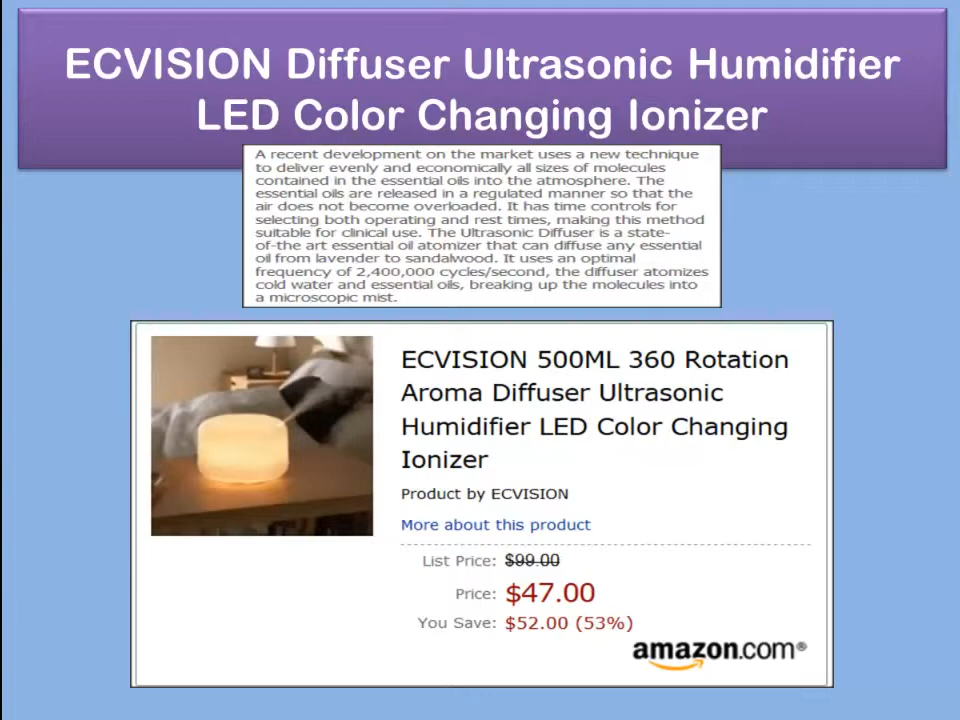 ECVISION Diffuser Ultrasonic Humidifier
LED Color Changing Ionizer
A recent development on the market uses a new technique
to deliver evenly and economically all sizes of molecules
contained in the essential oils into the atmosphere. The
essential oils are released in a regulated manner so that the
air does not become overloaded. It has time controls for
selecting both operating and rest times, making this method
suitable for clinical use. The Ultrasonic Diffuser is a state-
of-the art essential oil atomizer that can diffuse any essential
oil from lavender to sandalwood. It uses an optimal
frequency of 2,400,000 cycles/second, the diffuser atomizes
cold water and essential oils, breaking up the molecules into
a microscopic mist.
ECVISION 500ML 360 Rotation
Aroma Diffuser Ultrasonic
Humidifier LED Color Changing
Ionizer
Product by ECVISION
More about this product
List Price: $99.00
Price: $47.00
You Save: $52.00 (53%)
amazon.com®